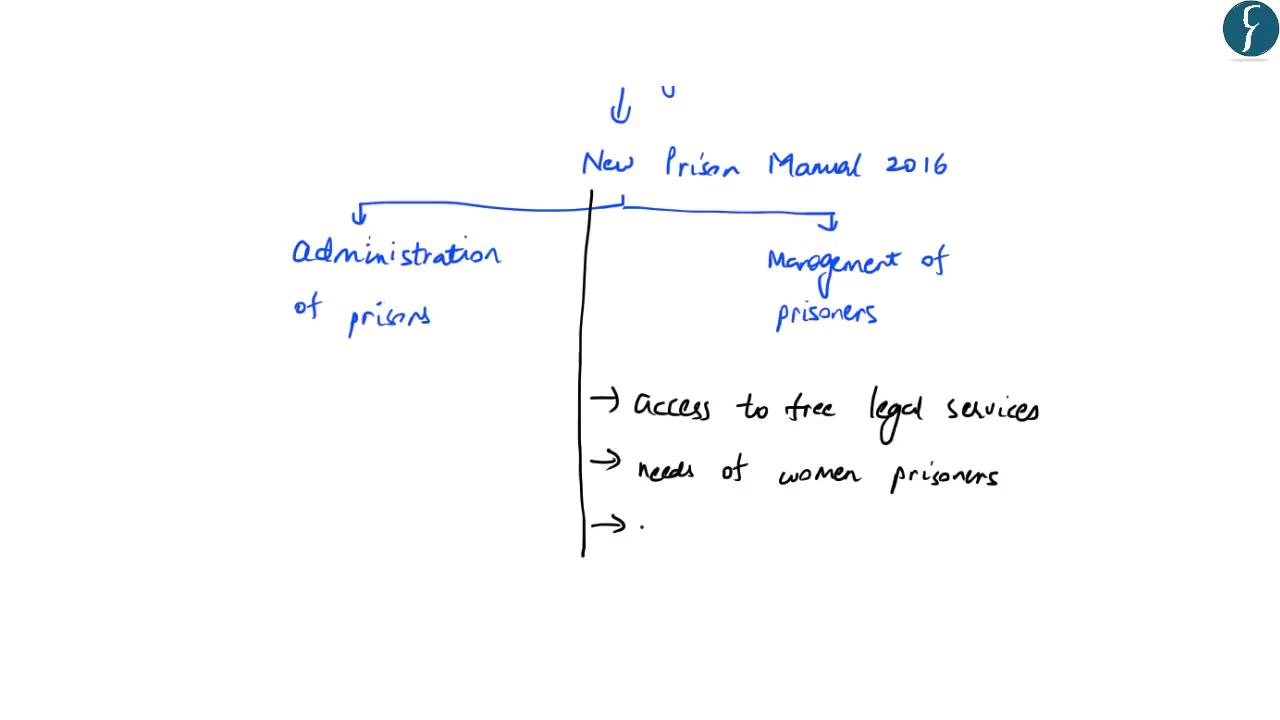 New Prison Manual 2016
administration
of prisons
Management of
prisoners
→ access to free legal services
→ needs of women prisoners
→